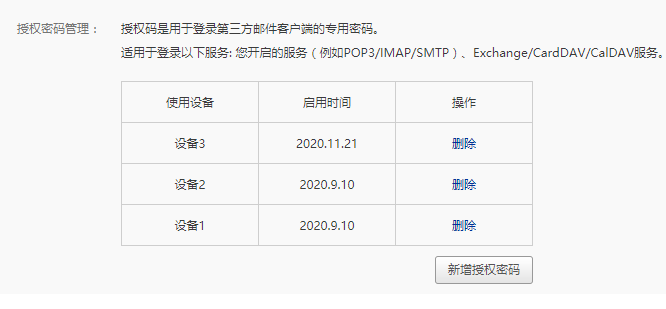 授权密码管理： 授权码是用于登录第三方邮件客户端的专用密码。
适用于登录以下服务: 您开启的服务（例如POP3/IMAP/SMTP）、Exchange/CardDAV/CalDAV服务。
使用设备 启用时间 操作
设备3 2020.11.21 删除
设备2 2020.9.10 删除
设备1 2020.9.10 删除
新增授权密码